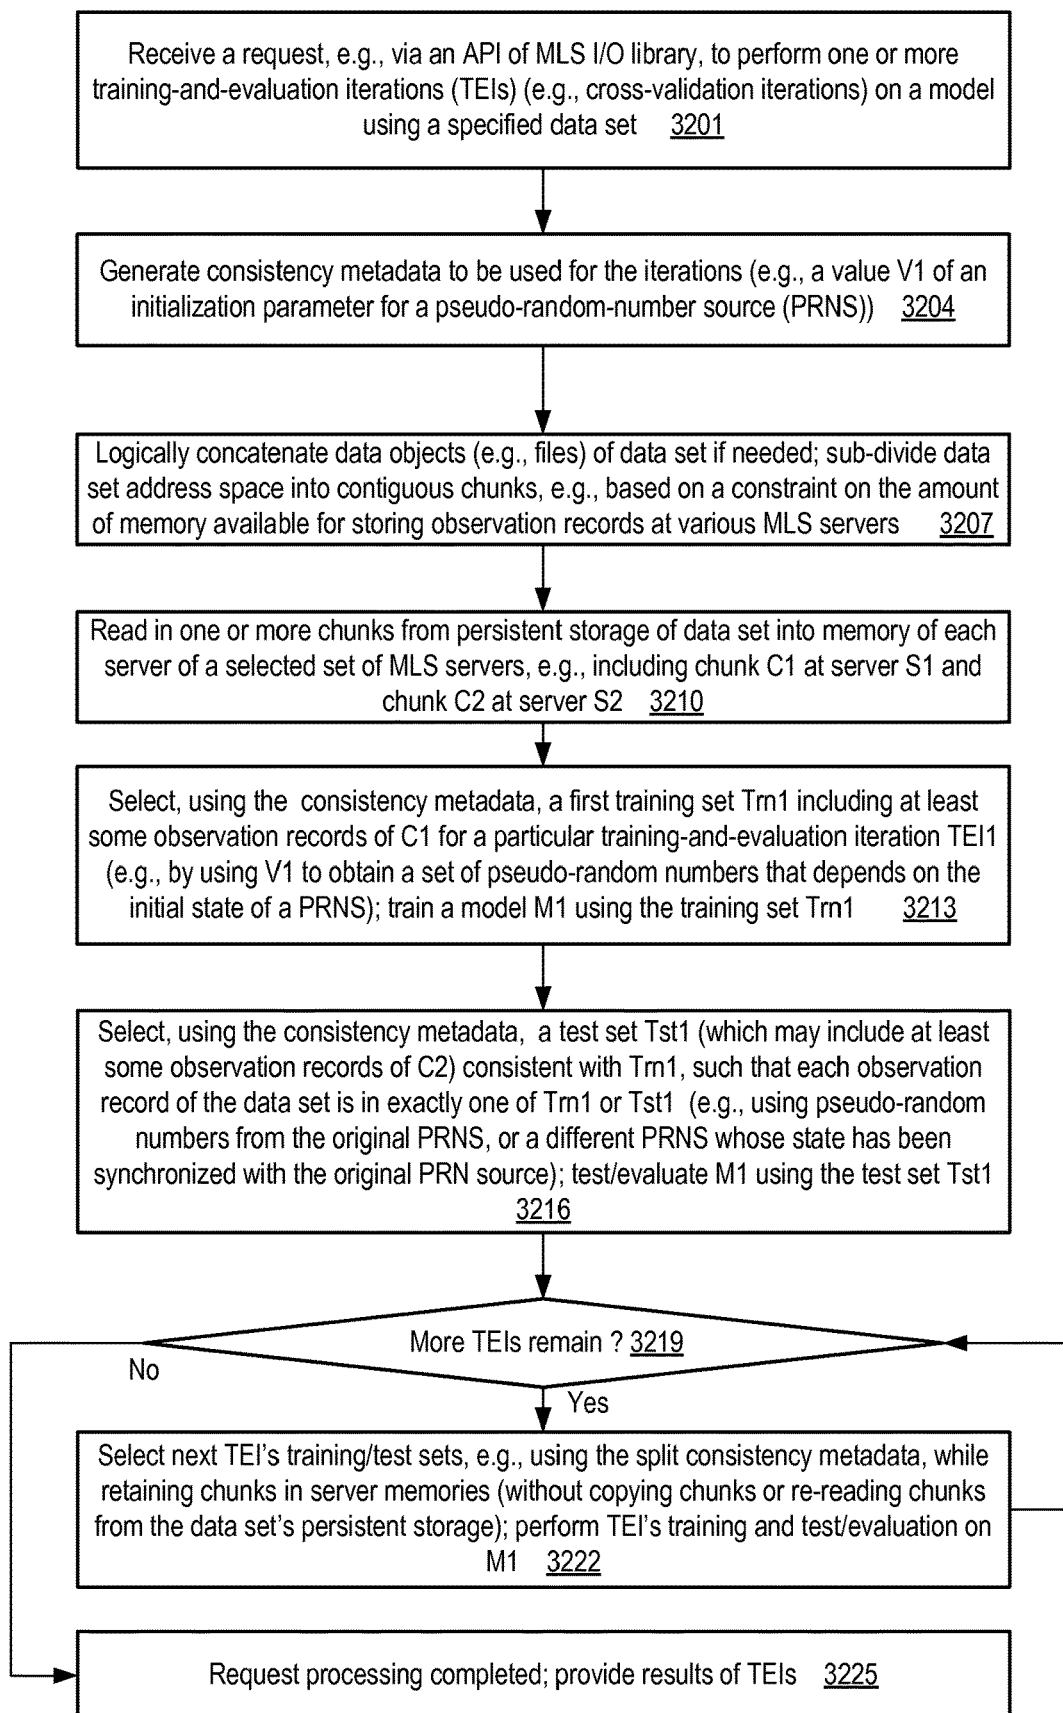 Receive a request, e.g., via an API of MLS I/O library, to perform one or more
training-and-evaluation iterations (TEIs) (e.g., cross-validation iterations) on a model
using a specified data set 3201
Generate consistency metadata to be used for the iterations (e.g., a value V1 of an
initialization parameter for a pseudo-random-number source (PRNS)) 3204
Logically concatenate data objects (e.g., files) of data set if needed; sub-divide data
set address space into contiguous chunks, e.g., based on a constraint on the amount
of memory available for storing observation records at various MLS servers 3207
Read in one or more chunks from persistent storage of data set into memory of each
server of a selected set of MLS servers, e.g., including chunk C1 at server S1 and
chunk C2 at server S2 3210
Select, using the consistency metadata, a first training set Trn1 including at least
some observation records of C1 for a particular training-and-evaluation iteration TEI1
(e.g., by using V1 to obtain a set of pseudo-random numbers that depends on the
initial state of a PRNS); train a model M1 using the training set Trn1 3213
Select, using the consistency metadata, a test set Tst1 (which may include at least
some observation records of C2) consistent with Trn1, such that each observation
record of the data set is in exactly one of Trn1 or Tst1 (e.g., using pseudo-random
numbers from the original PRNS, or a different PRNS whose state has been
synchronized with the original PRN source); test/evaluate M1 using the test set Tst1
3216
More TEIs remain ? 3219
No
Yes
Select next TEI's training/test sets, e.g., using the split consistency metadata, while
retaining chunks in server memories (without copying chunks or re-reading chunks
from the data set's persistent storage); perform TEI's training and test/evaluation on
M1 3222
Request processing completed; provide results of TEIs 3225